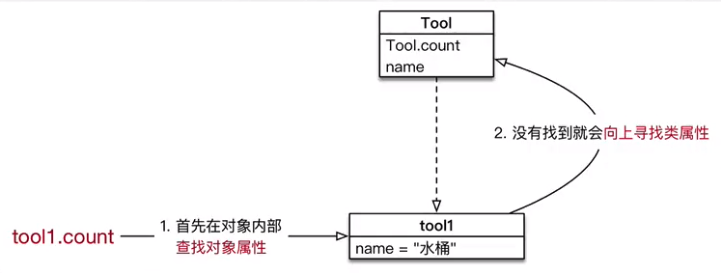 Tool
Tool.count
name
2. 没有找到就会向上寻找类属性
tool1.count
1. 首先在对象内部
查找对象属性
tool1
name = "水桶"